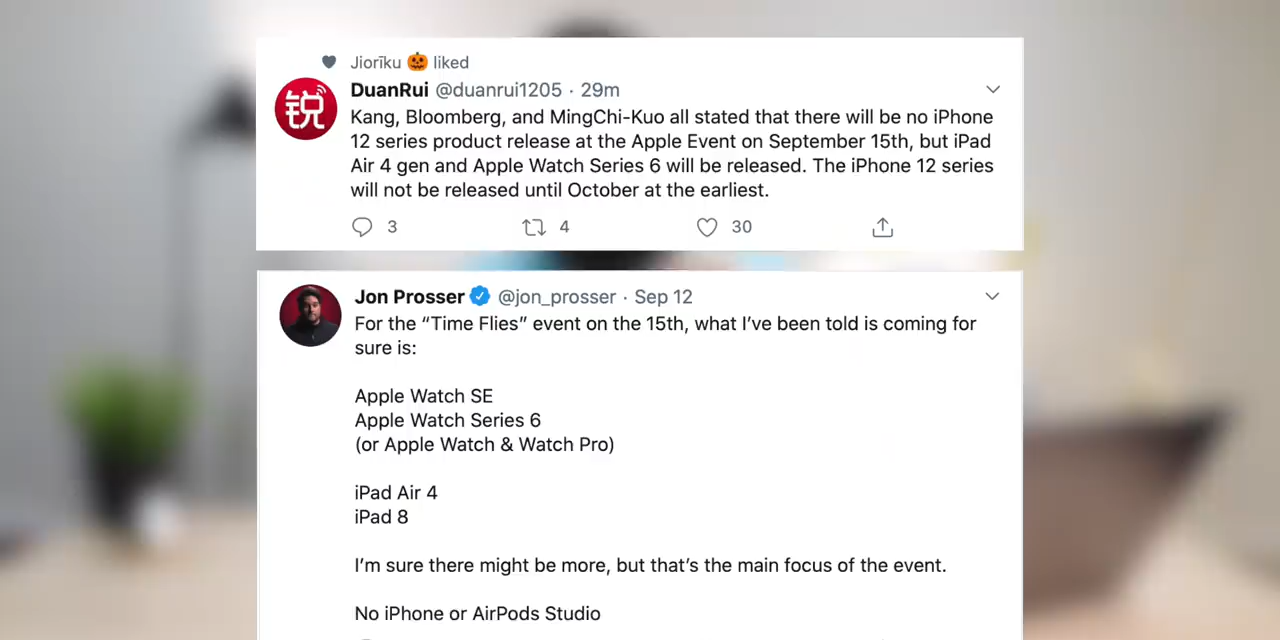 Jiorīku 🎃 liked
锐
DuanRui @duanrui1205 · 29m
Kang, Bloomberg, and MingChi-Kuo all stated that there will be no iPhone
12 series product release at the Apple Event on September 15th, but iPad
Air 4 gen and Apple Watch Series 6 will be released. The iPhone 12 series
will not be released until October at the earliest.
3 4 30
Jon Prosser @jon_prosser · Sep 12
For the “Time Flies” event on the 15th, what I’ve been told is coming for
sure is:
Apple Watch SE
Apple Watch Series 6
(or Apple Watch & Watch Pro)
iPad Air 4
iPad 8
I’m sure there might be more, but that’s the main focus of the event.
No iPhone or AirPods Studio